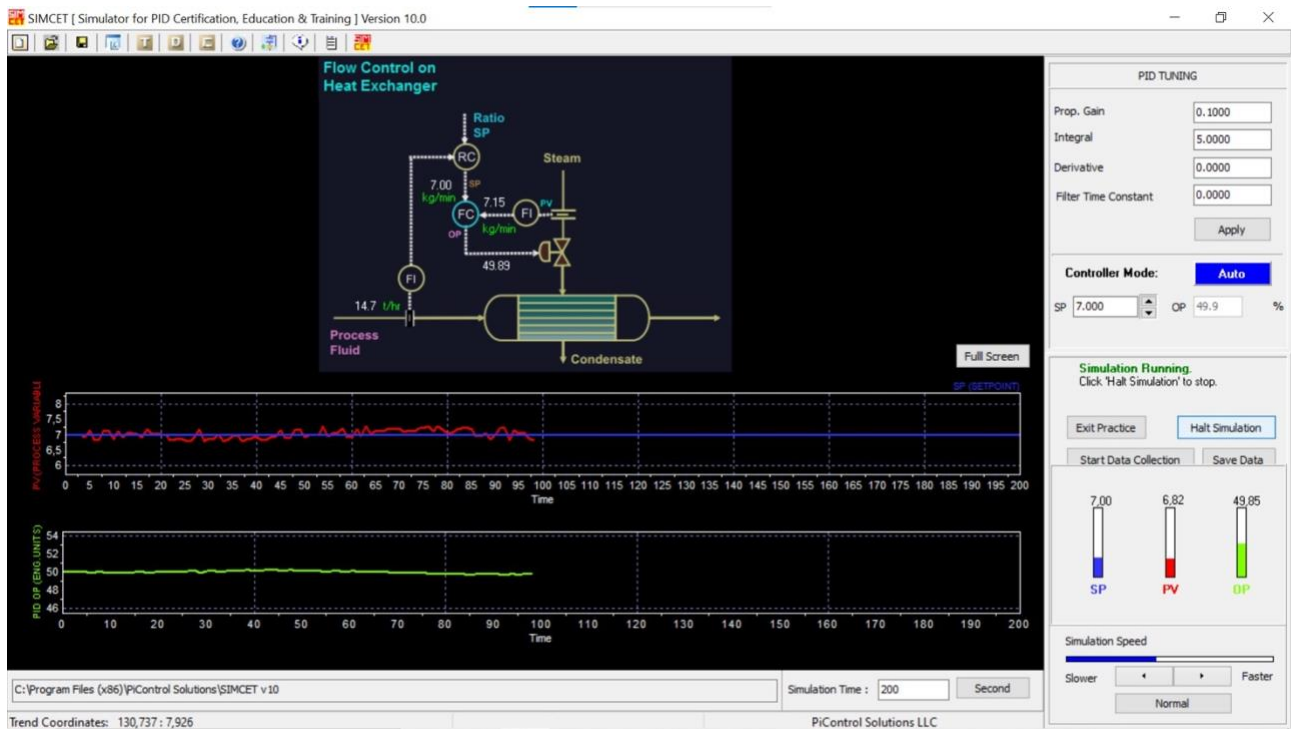 SIMCET [ Simulator for PID Certification, Education & Training ] Version 10.0
Flow Control on
Heat Exchanger
Ratio
SP
RC
Steam
7.00
SP
kg/min
7.15
PV
FC
FI
kg/min
OP
49.89
FI
14.7 t/hr
Process
Fluid
Condensate
Full Screen
SP (SETPOINT)
PV(PROCESS VARIABLE
8
7,5
7
6,5
6
0 5 10 15 20 25 30 35 40 45 50 55 60 65 70 75 80 85 90 95 100 105 110 115 120 125 130 135 140 145 150 155 160 165 170 175 180 185 190 195 200
Time
PID OP (ENG.UNITS)
54
52
50
48
46
0 10 20 30 40 50 60 70 80 90 100 110 120 130 140 150 160 170 180 190 200
Time
C:\Program Files (x86)\PiControl Solutions\SIMCET v10
Simulation Time : 200 Second
Trend Coordinates: 130,737 : 7,926
PiControl Solutions LLC
PID TUNING
Prop. Gain 0.1000
Integral 5.0000
Derivative 0.0000
Filter Time Constant 0.0000
Apply
Controller Mode: Auto
SP 7.000 OP 49.9 %
Simulation Running.
Click 'Halt Simulation' to stop.
Exit Practice Halt Simulation
Start Data Collection Save Data
7,00 6,82 49,85
SP PV OP
Simulation Speed
Slower Faster
Normal